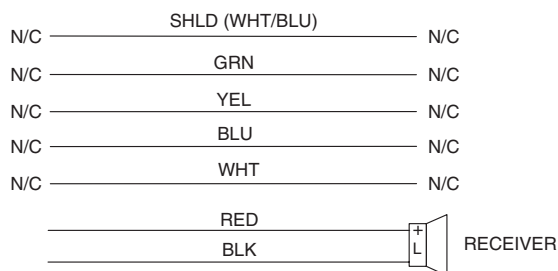 N/C SHLD (WHT/BLU) N/C
N/C GRN N/C
N/C YEL N/C
N/C BLU N/C
N/C WHT N/C
RED +
BLK L RECEIVER